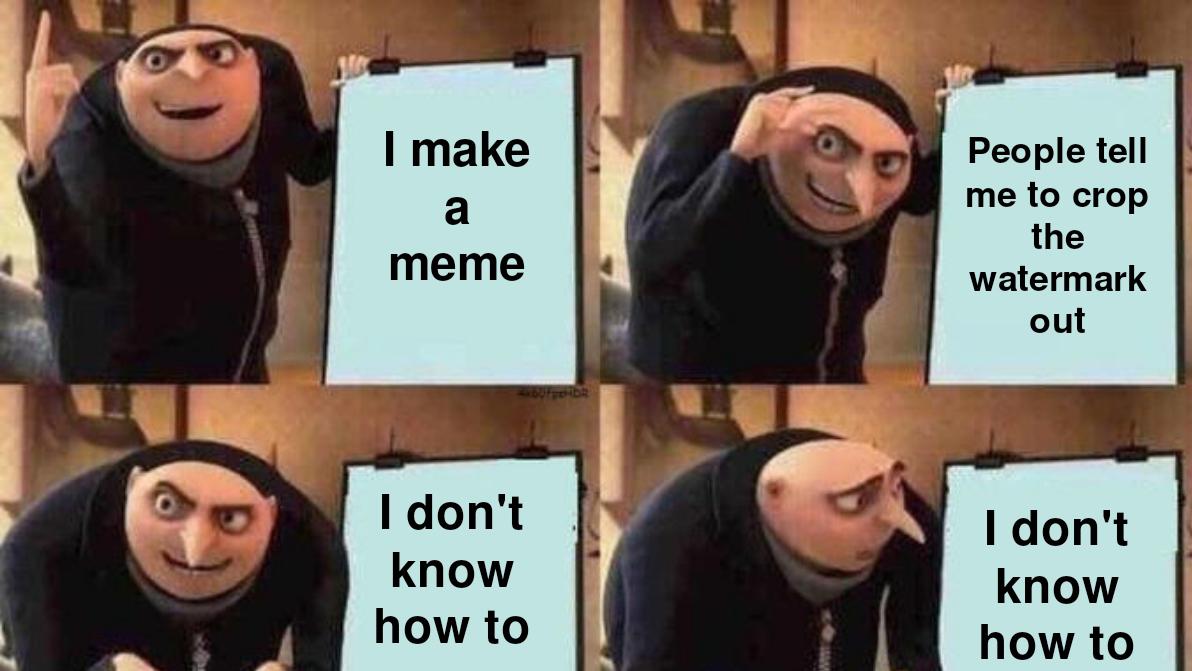 I make
a
meme
People tell
me to crop
the
watermark
out
I don't
know
how to
I don't
know
how to